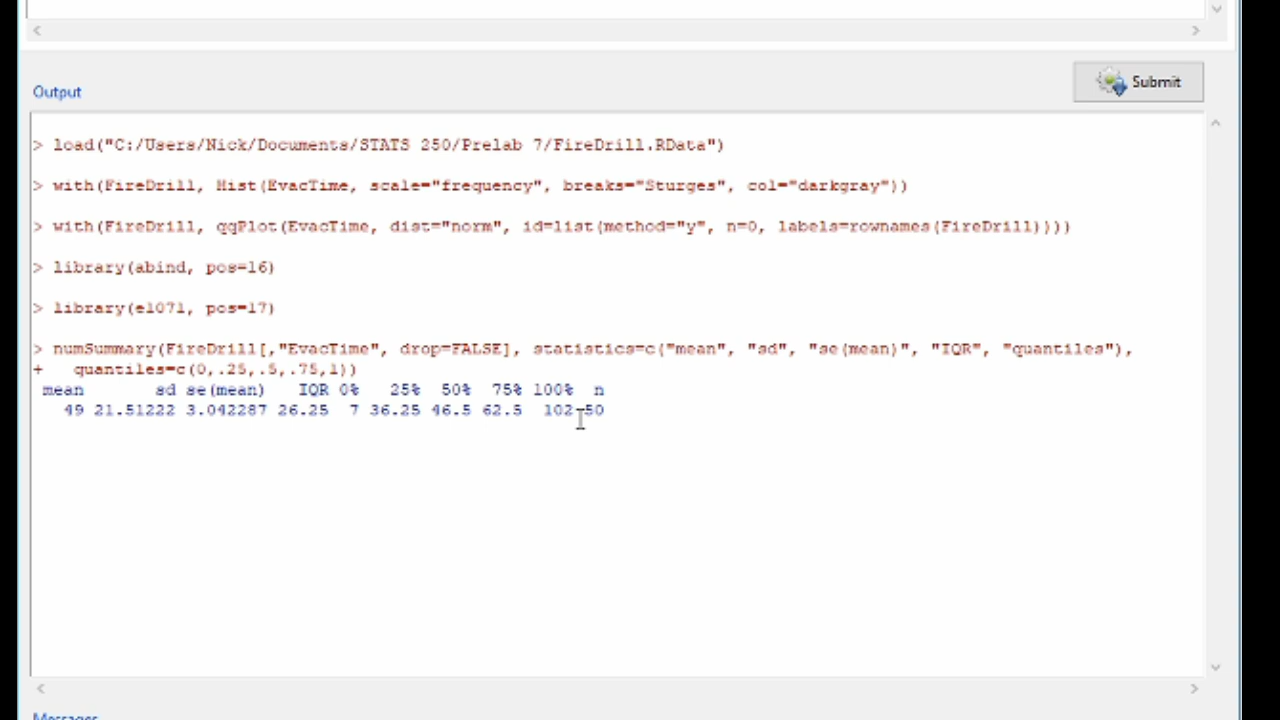 Submit
Output
> load("C:/Users/Nick/Documents/STATS 250/Prelab 7/FireDrill.RData")
> with(FireDrill, Hist(EvacTime, scale="frequency", breaks="Sturges", col="darkgray"))
> with(FireDrill, qqPlot(EvacTime, dist="norm", id=list(method="y", n=0, labels=rownames(FireDrill))))
> library(abind, pos=16)
> library(e1071, pos=17)
> numSummary(FireDrill[,"EvacTime", drop=FALSE], statistics=c("mean", "sd", "se(mean)", "IQR", "quantiles"),
+   quantiles=c(0,.25,.5,.75,1))
mean       sd se(mean)   IQR 0%   25%  50%  75% 100%  n
49 21.51222 3.042287 26.25  7 36.25 46.5 62.5  102 50
Messages